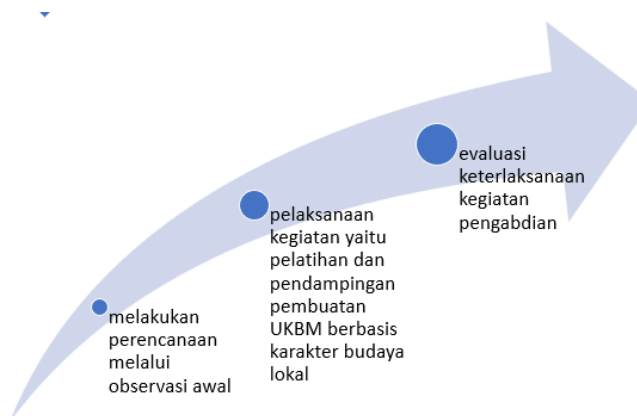 melakukan
perencanaan
melalui
observasi awal
pelaksanaan
kegiatan yaitu
pelatihan dan
pendampingan
pembuatan
UKBM berbasis
karakter budaya
lokal
evaluasi
keterlaksanaan
kegiatan
pengabdian